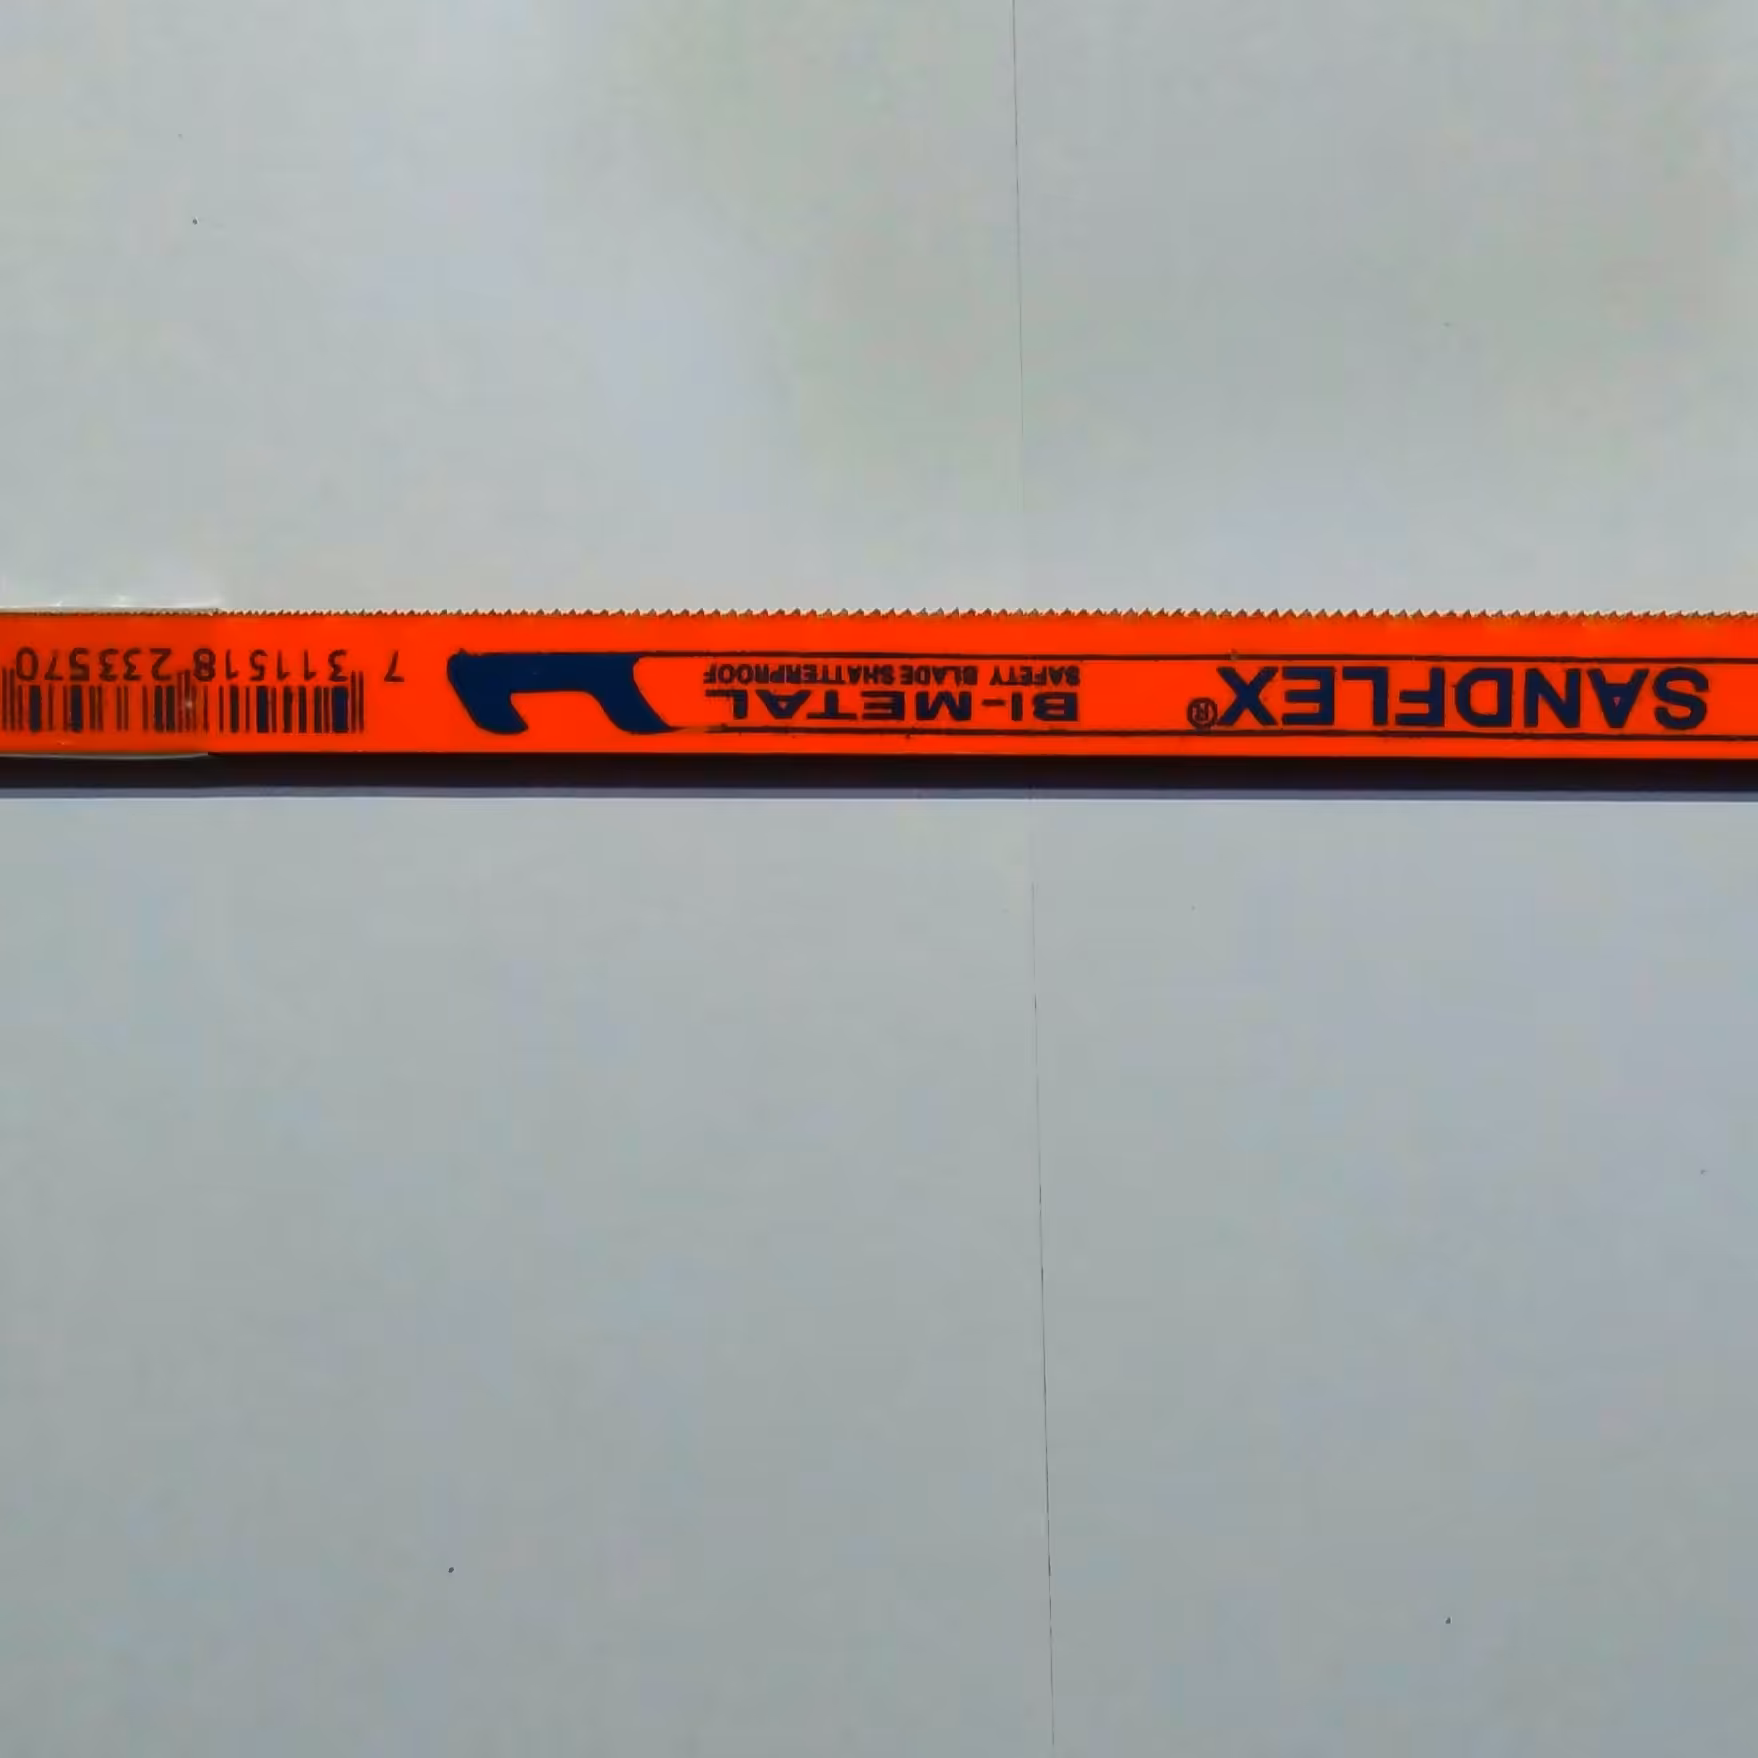 SANDFLEX®
BI-METAL
SAFETY BLADE SHATTERPROOF
7 311518 233570